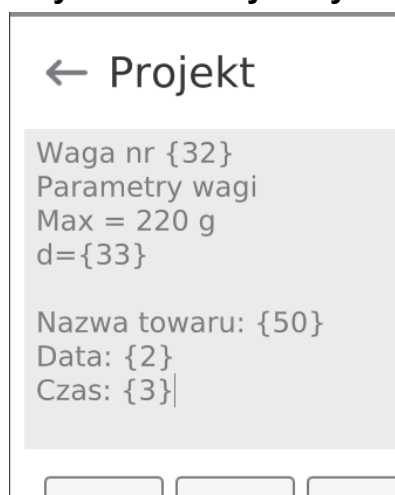 ← Projekt
Waga nr {32}
Parametry wagi
Max = 220 g
d={33}
Nazwa towaru: {50}
Data: {2}
Czas: {3}